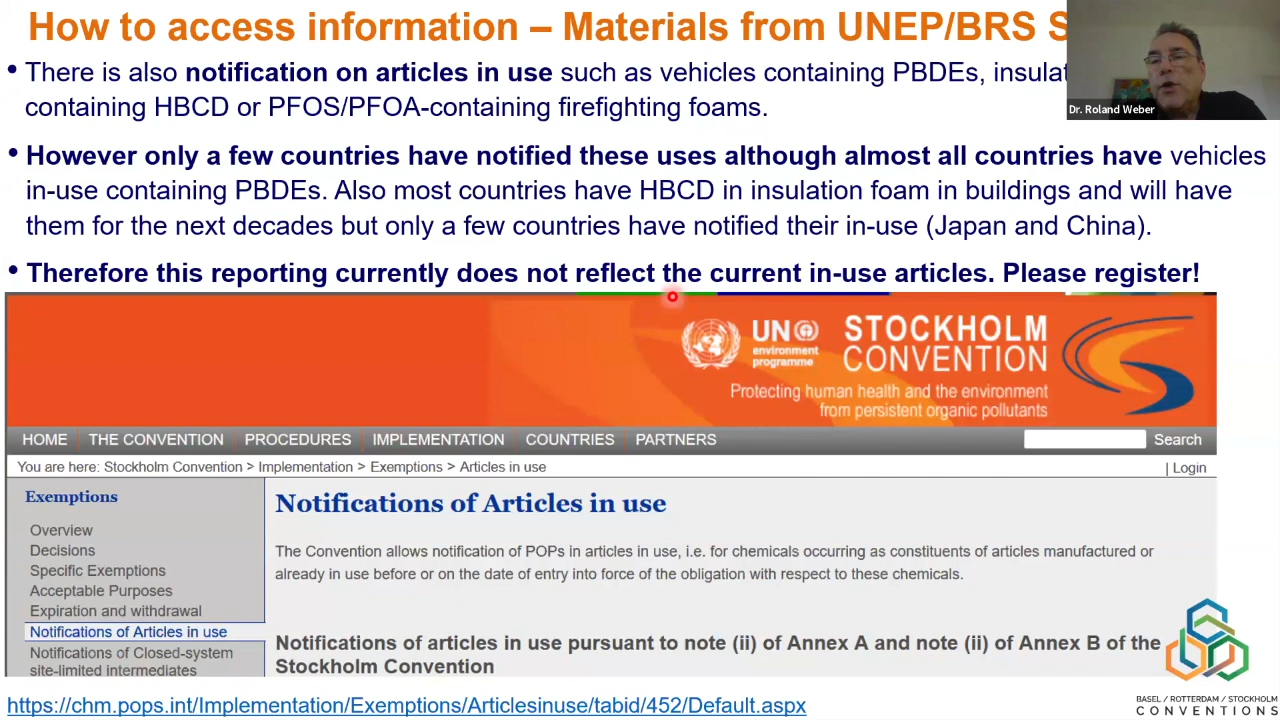 How to access information – Materials from UNEP/BRS S
• There is also notification on articles in use such as vehicles containing PBDEs, insulat
containing HBCD or PFOS/PFOA-containing firefighting foams.
Dr. Roland Weber
• However only a few countries have notified these uses although almost all countries have vehicles
in-use containing PBDEs. Also most countries have HBCD in insulation foam in buildings and will have
them for the next decades but only a few countries have notified their in-use (Japan and China).
• Therefore this reporting currently does not reflect the current in-use articles. Please register!
UN
environment
programme
STOCKHOLM
CONVENTION
Protecting human health and the environment
from persistent organic pollutants
HOME THE CONVENTION PROCEDURES IMPLEMENTATION COUNTRIES PARTNERS Search
You are here: Stockholm Convention > Implementation > Exemptions > Articles in use | Login
Exemptions
Overview
Decisions
Specific Exemptions
Acceptable Purposes
Expiration and withdrawal
Notifications of Articles in use
Notifications of Closed-system
site-limited intermediates
Notifications of Articles in use
The Convention allows notification of POPs in articles in use, i.e. for chemicals occurring as constituents of articles manufactured or
already in use before or on the date of entry into force of the obligation with respect to these chemicals.
Notifications of articles in use pursuant to note (ii) of Annex A and note (ii) of Annex B of the
Stockholm Convention
https://chm.pops.int/Implementation/Exemptions/Articlesinuse/tabid/452/Default.aspx
BASEL / ROTTERDAM / STOCKHOLM
CONVENTIONS